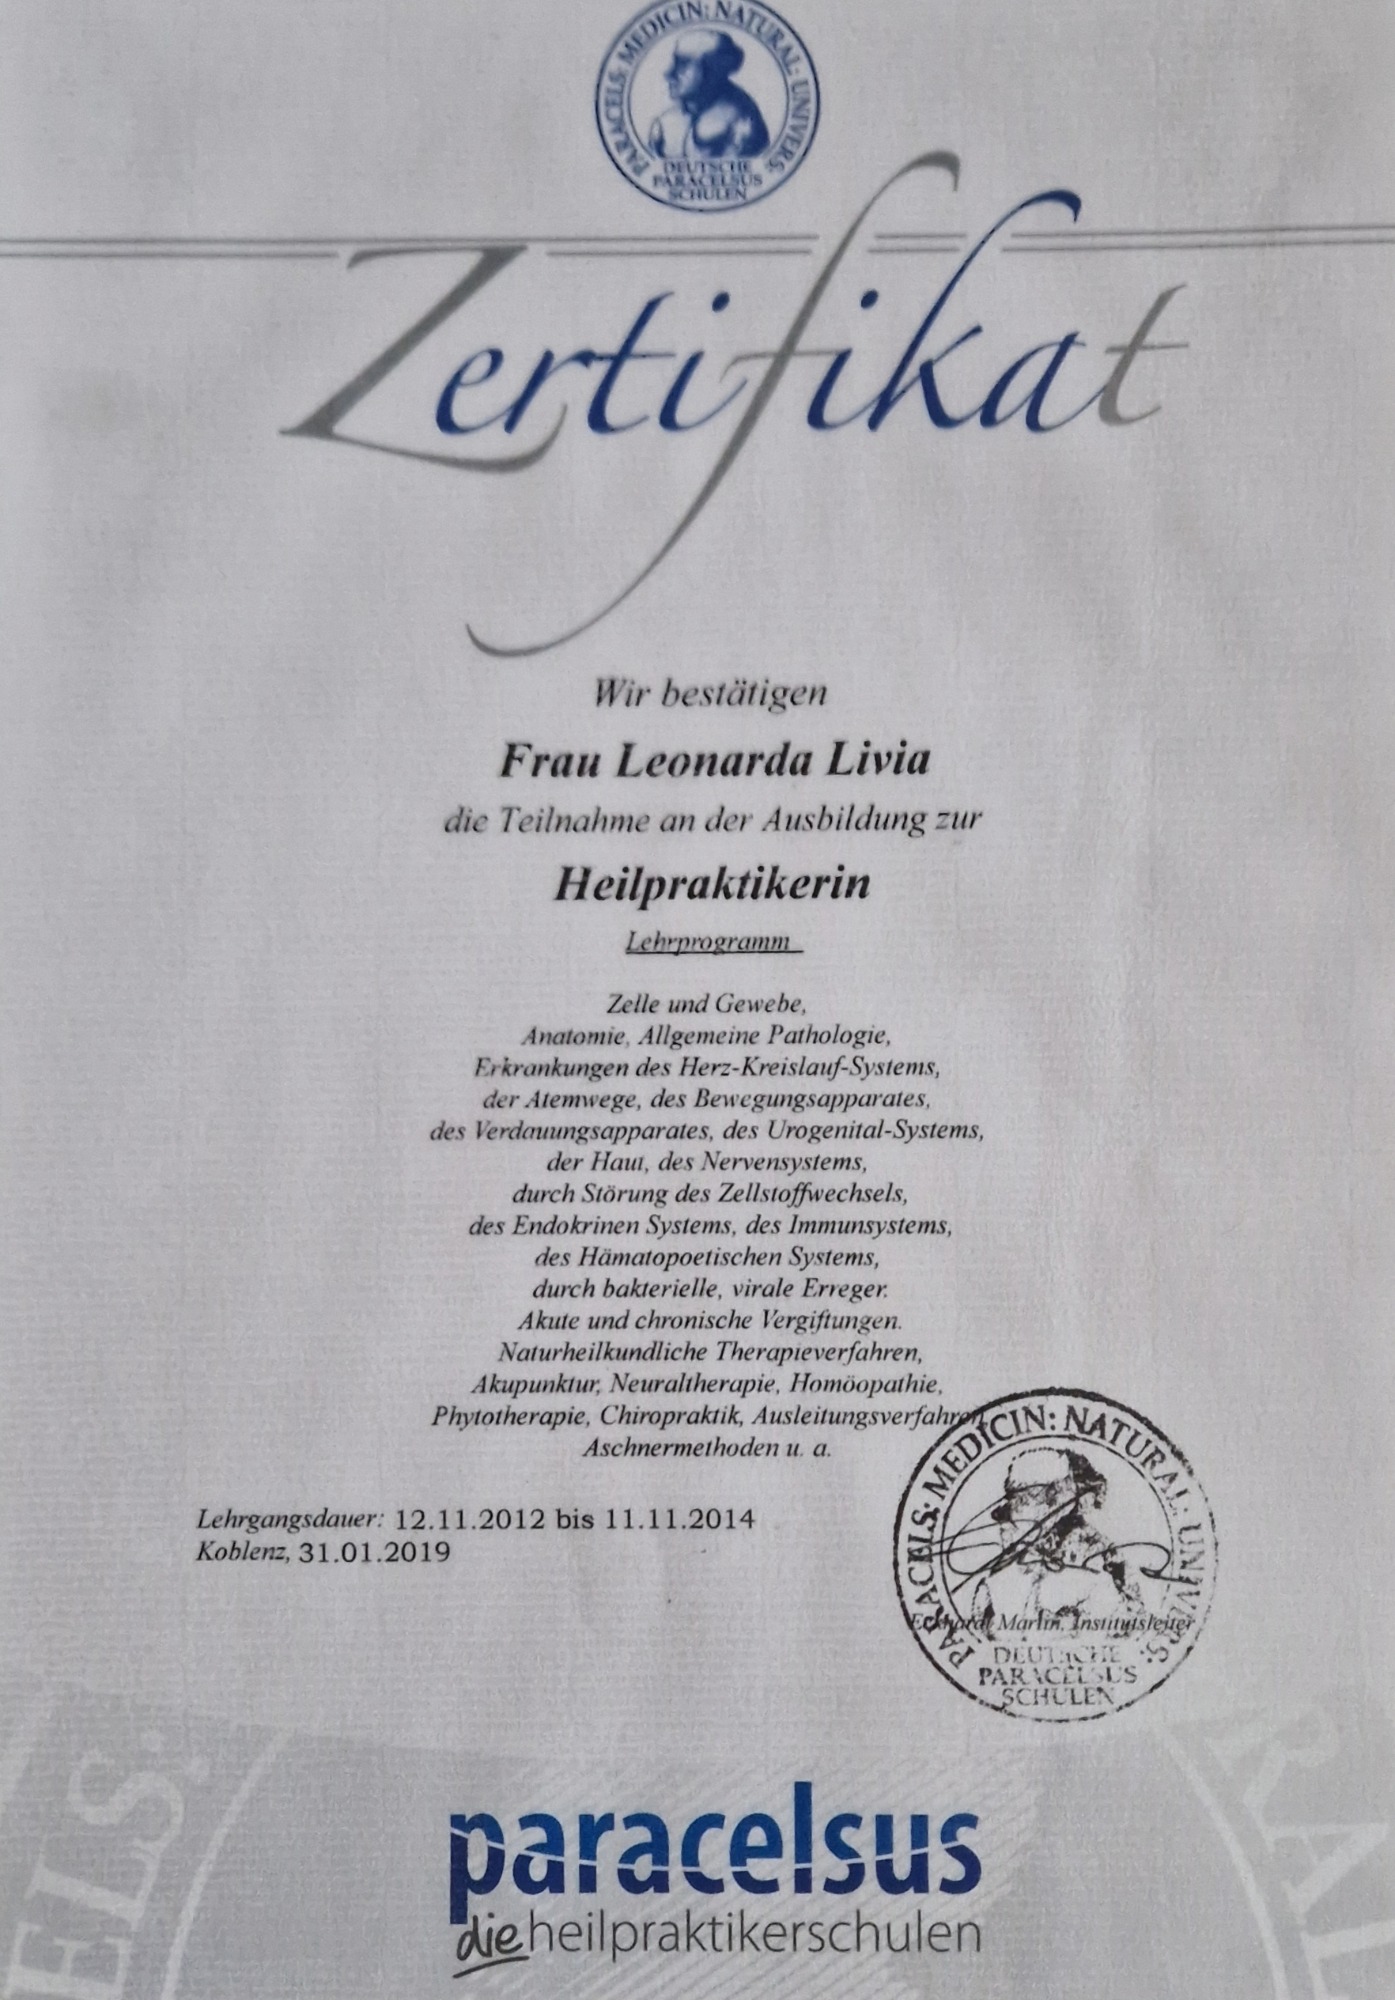 PARACELS: MEDICIN: NATURAL: UNIVERS:
DEUTSCHE
PARACELSUS
SCHULEN
Zertifikat
Wir bestätigen
Frau Leonarda Livia
die Teilnahme an der Ausbildung zur
Heilpraktikerin
Lehrprogramm
Zelle und Gewebe,
Anatomie, Allgemeine Pathologie,
Erkrankungen des Herz-Kreislauf-Systems,
der Atemwege, des Bewegungsapparates,
des Verdauungsapparates, des Urogenital-Systems,
der Haut, des Nervensystems,
durch Störung des Zellstoffwechsels,
des Endokrinen Systems, des Immunsystems,
des Hämatopoetischen Systems,
durch bakterielle, virale Erreger.
Akute und chronische Vergiftungen.
Naturheilkundliche Therapieverfahren,
Akupunktur, Neuraltherapie, Homöopathie,
Phytotherapie, Chiropraktik, Ausleitungsverfahren
Aschnermethoden u. a.
Lehrgangsdauer: 12.11.2012 bis 11.11.2014
Koblenz, 31.01.2019
PARACELS: MEDICIN: NATURAL: UNIVERS:
Eckhardt Martin, Institutsleiter
DEUTSCHE
PARACELSUS
SCHULEN
ELS:
paracelsus
die heilpraktikerschulen